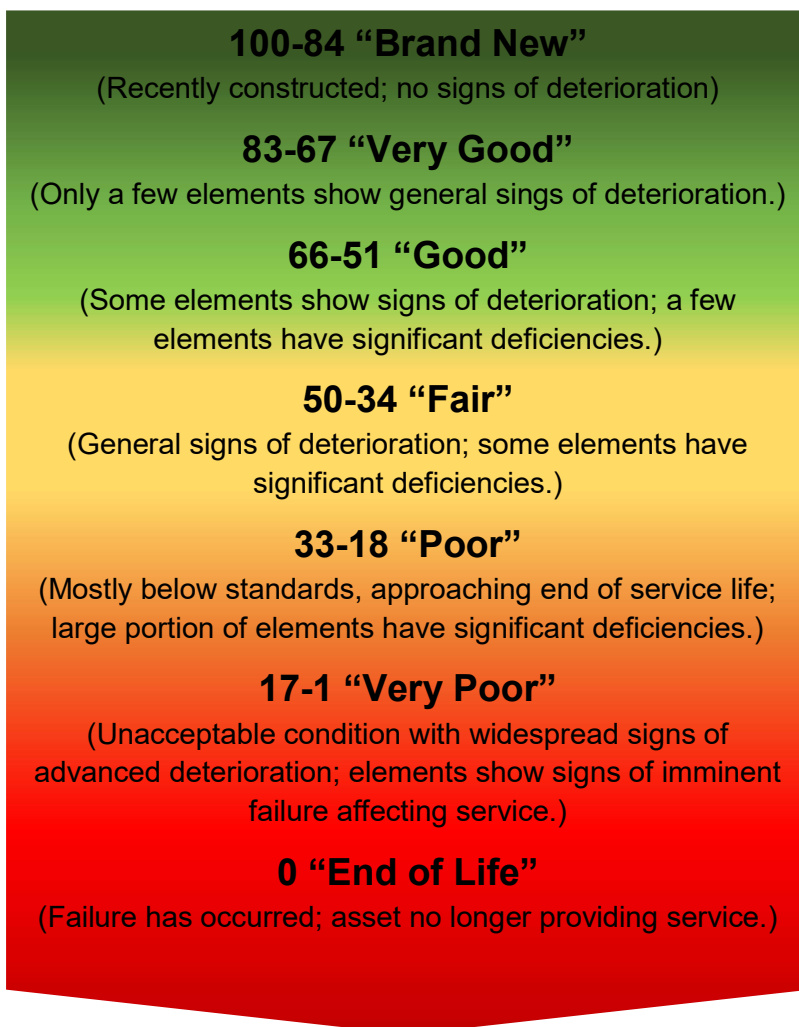 100-84 “Brand New”
(Recently constructed; no signs of deterioration)
83-67 “Very Good”
(Only a few elements show general sings of deterioration.)
66-51 “Good”
(Some elements show signs of deterioration; a few
elements have significant deficiencies.)
50-34 “Fair”
(General signs of deterioration; some elements have
significant deficiencies.)
33-18 “Poor”
(Mostly below standards, approaching end of service life;
large portion of elements have significant deficiencies.)
17-1 “Very Poor”
(Unacceptable condition with widespread signs of
advanced deterioration; elements show signs of imminent
failure affecting service.)
0 “End of Life”
(Failure has occurred; asset no longer providing service.)